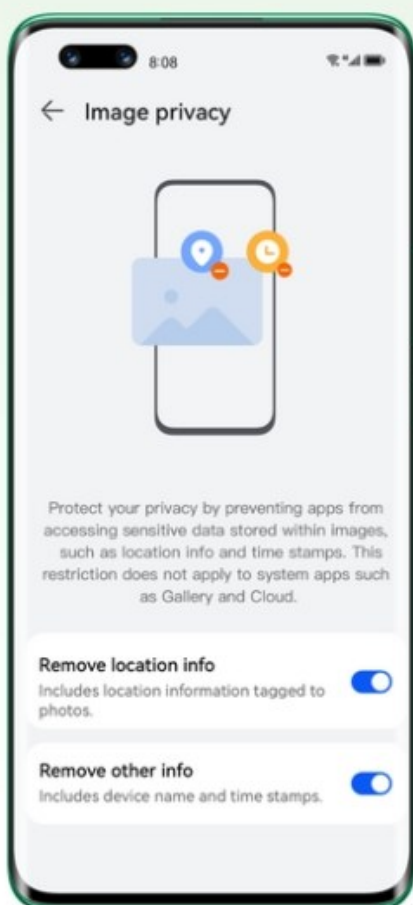 8:08
Image privacy
Protect your privacy by preventing apps from
accessing sensitive data stored within images,
such as location info and time stamps. This
restriction does not apply to system apps such
as Gallery and Cloud.
Remove location info
Includes location information tagged to
photos.
Remove other info
Includes device name and time stamps.